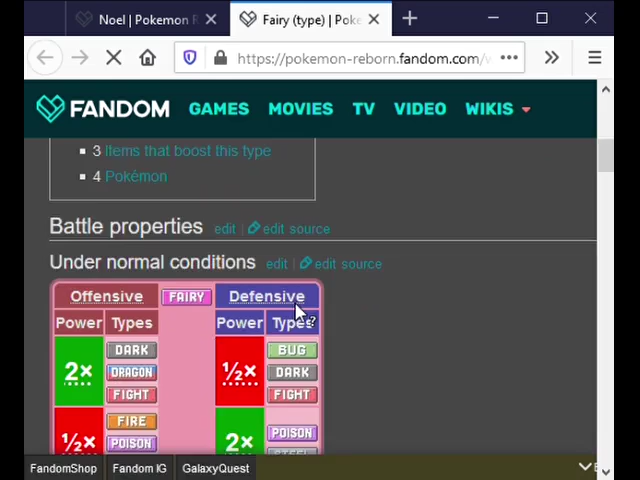 Noel | Pokemon R
Fairy (type) | Poke
https://pokemon-reborn.fandom.com/
FANDOM GAMES MOVIES TV VIDEO WIKIS
3 Items that boost this type
4 Pokémon
Battle properties edit | edit source
Under normal conditions edit | edit source
Offensive FAIRY Defensive
Power Types Power Types
2× DARK DRAGON FIGHT ½× BUG DARK FIGHT
½× FIRE POISON 2× POISON STEEL
FandomShop Fandom IG GalaxyQuest